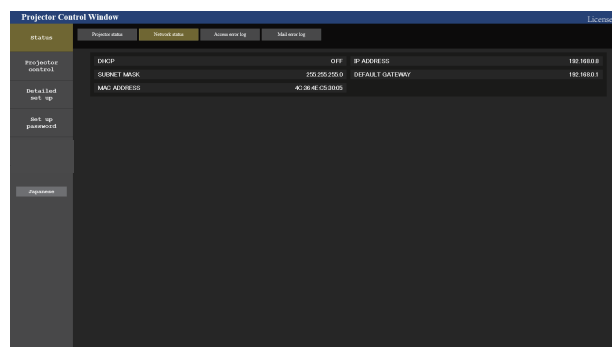 Projector Control Window
License
Status
Projector status
Network status
Access error log
Mail error log
Projector
control
Detailed
set up
Set up
password
Japanese
DHCP OFF IP ADDRESS 192.168.0.8
SUBNET MASK 255.255.255.0 DEFAULT GATEWAY 192.168.0.1
MAC ADDRESS 4C:36:4E:C5:30:05